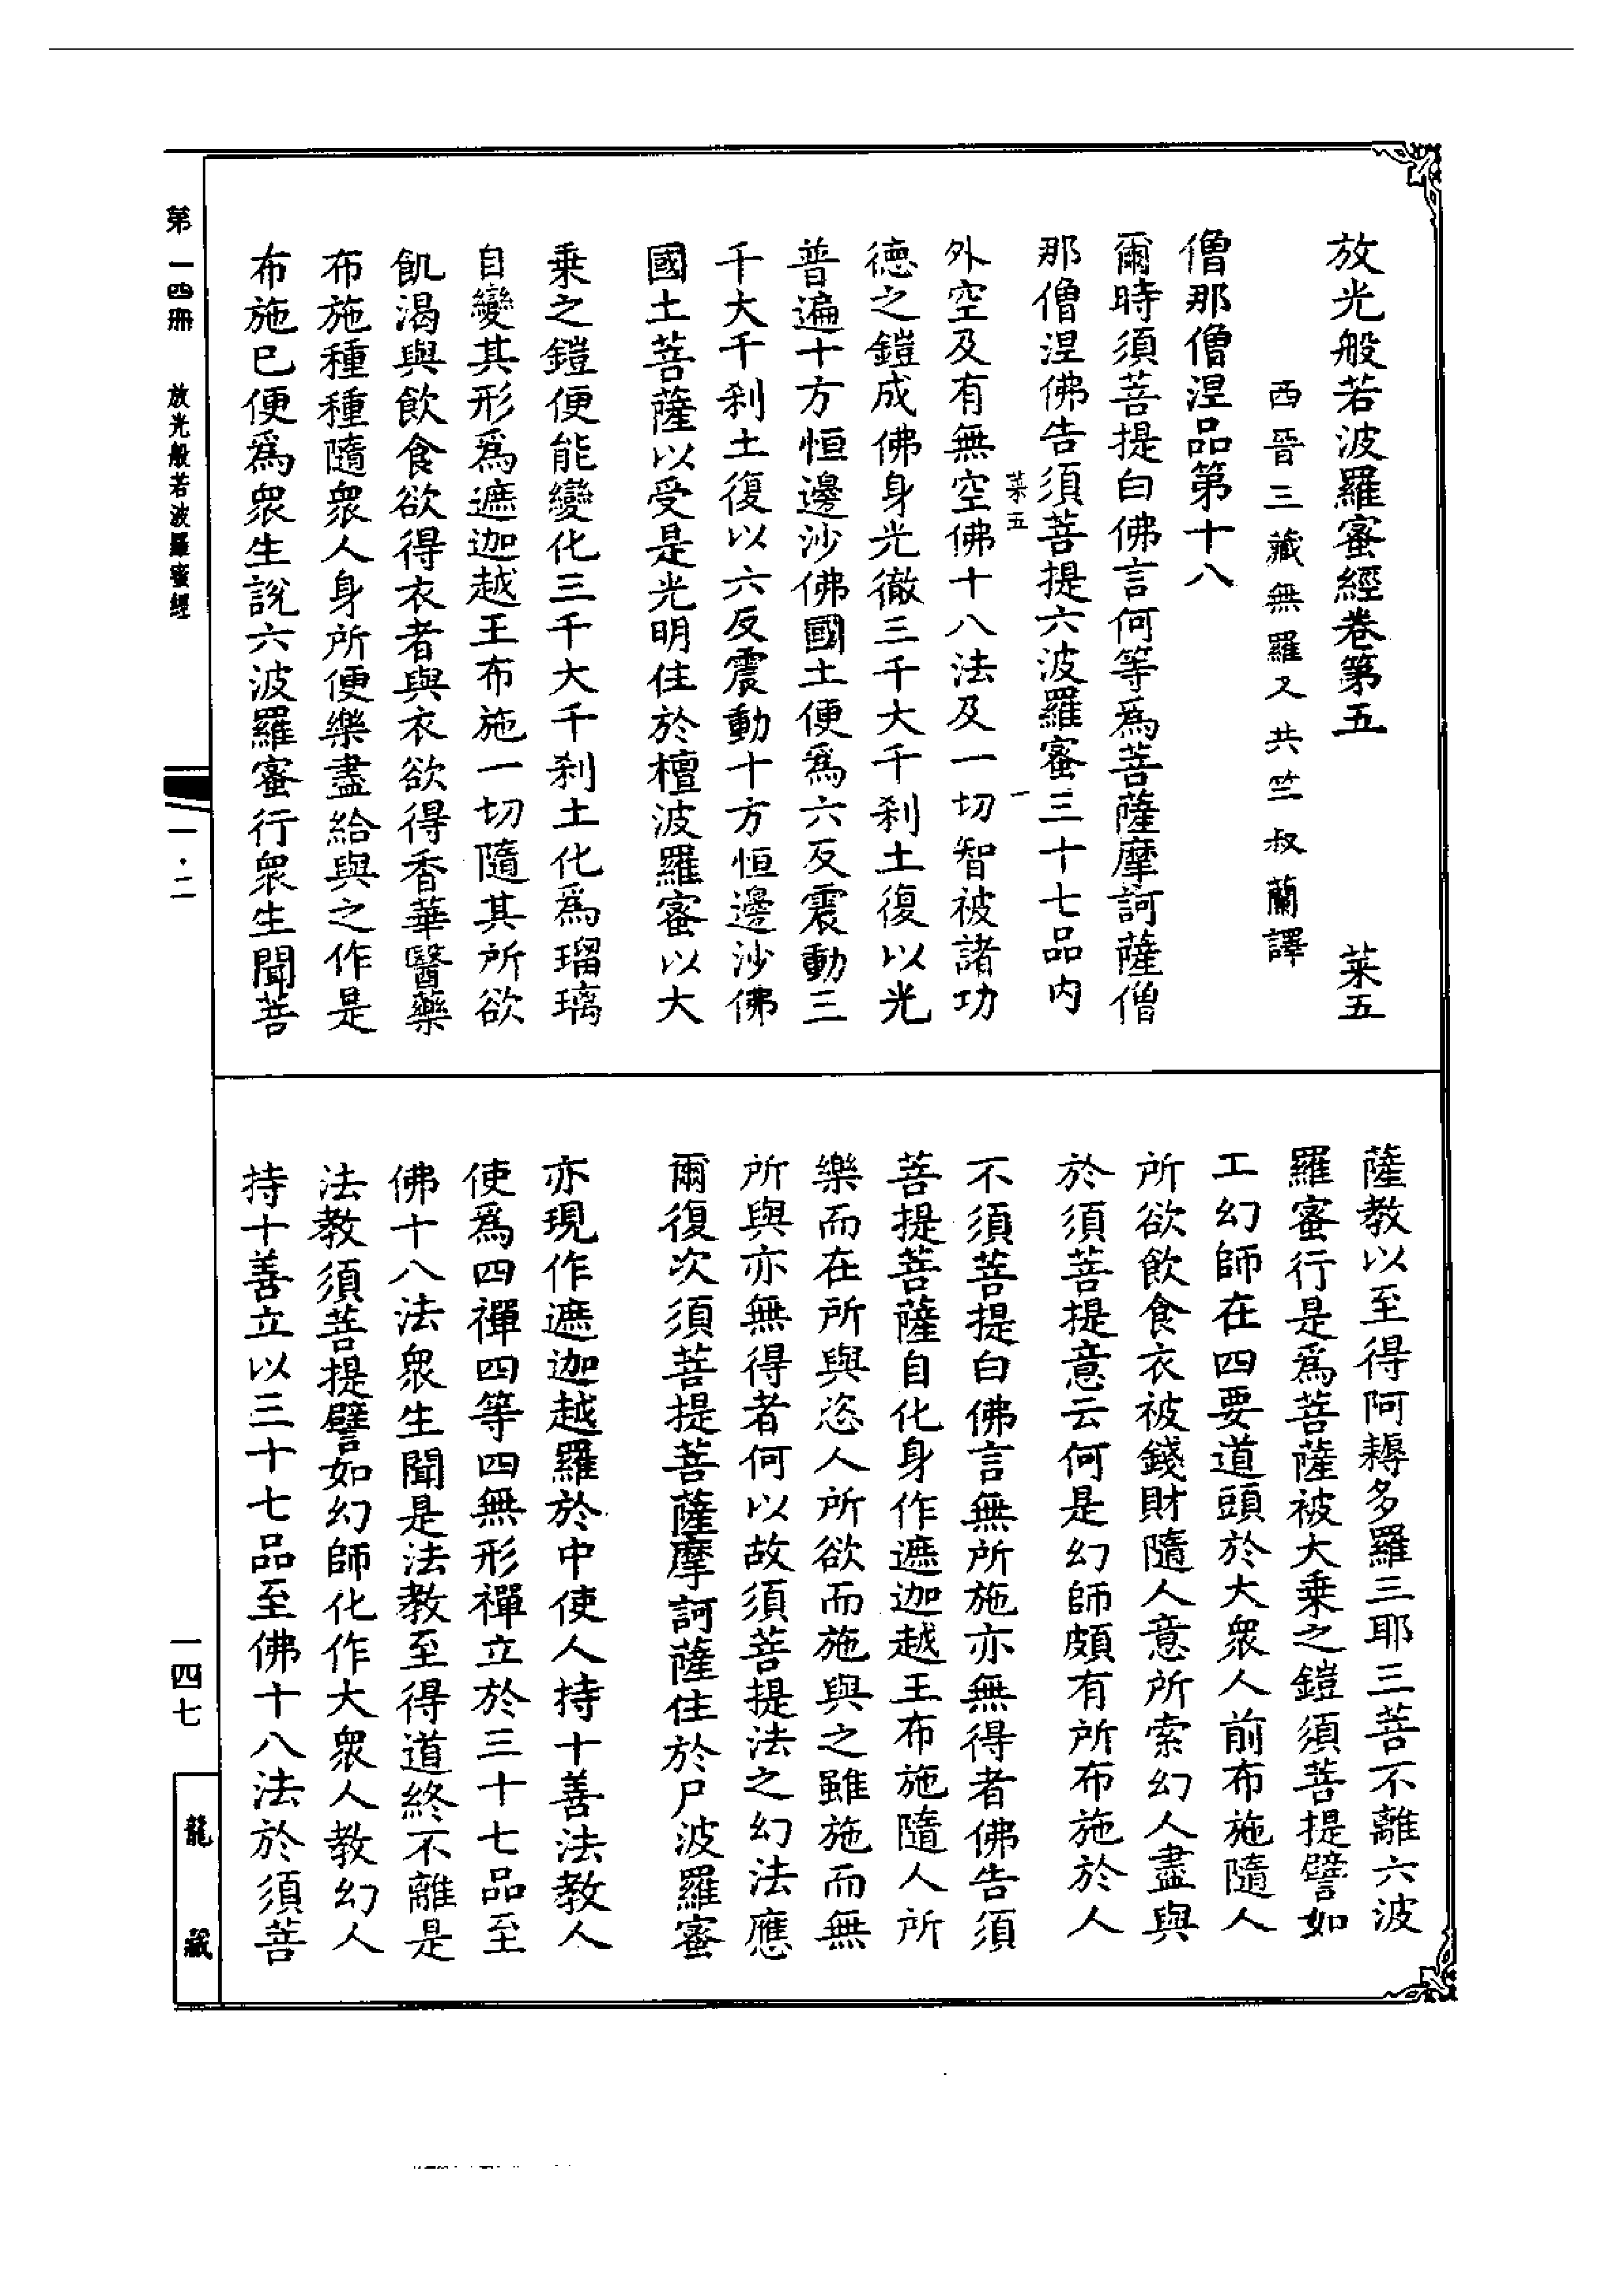 放光般若波羅蜜經卷第五　菜五
西晉三藏無羅叉共竺叔蘭譯
僧那僧涅品第十八
爾時須菩提白佛言何等爲菩薩摩訶薩僧
那僧涅佛告須菩提六波羅蜜三十七品內
菜五　一
外空及有無空佛十八法及一切智被諸功
德之鎧成佛身光徹三千大千刹土復以光
普遍十方恒邊沙佛國土便爲六反震動三
千大千刹土復以六反震動十方恒邊沙佛
國土菩薩以受是光明住於檀波羅蜜以大
乗之鎧便能變化三千大千刹土化爲瑠璃
自變其形爲遮迦越王布施一切隨其所欲
飢渴與飲食欲得衣者與衣欲得香華醫藥
布施種種隨衆人身所便樂盡給與之作是
布施已便爲衆生說六波羅蜜行衆生聞菩
薩教以至得阿耨多羅三耶三菩不離六波
羅蜜行是爲菩薩被大乗之鎧須菩提譬如
工幻師在四要道頭於大衆人前布施隨人
所欲飲食衣被錢財隨人意所索幻人盡與
於須菩提意云何是幻師頗有所布施於人
不須菩提白佛言無所施亦無得者佛告須
菩提菩薩自化身作遮迦越王布施隨人所
樂而在所與恣人所欲而施與之雖施而無
所與亦無得者何以故須菩提法之幻法應
爾復次須菩提菩薩摩訶薩住於尸波羅蜜
亦現作遮迦越羅於中使人持十善法教人
使爲四禪四等四無形禪立於三十七品至
佛十八法衆生聞是法教至得道終不離是
法教須菩提譬如幻師化作大衆人教幻人
持十善立以三十七品至佛十八法於須菩
第一四冊　放光般若波羅蜜經
一·二
一四七
龍藏